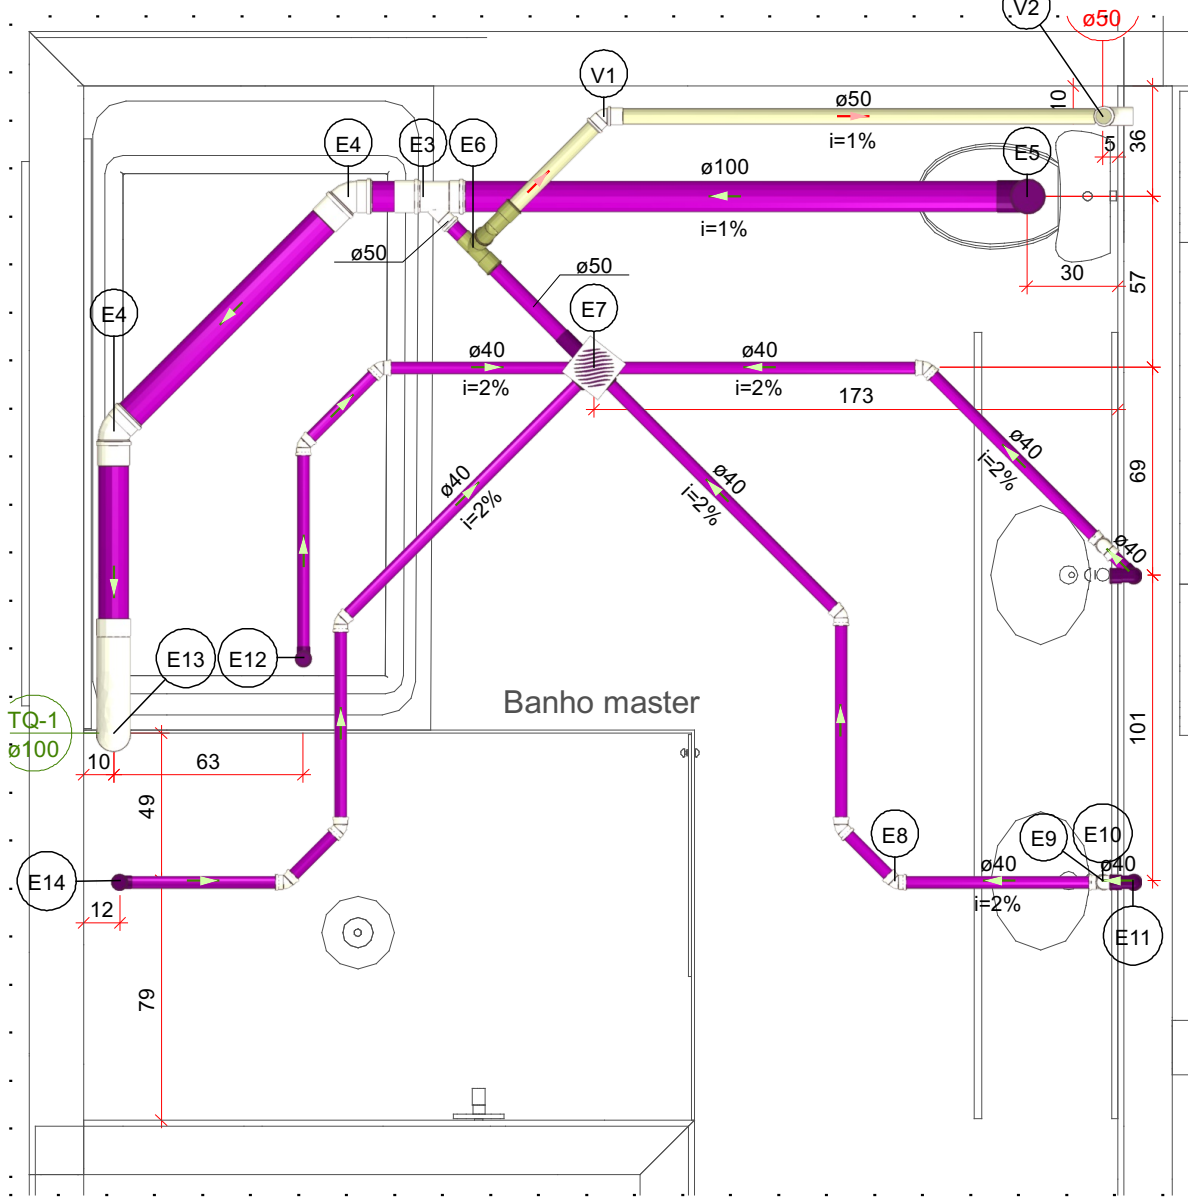 V2
ø50
V1
ø50
10
i=1%
5
36
E4
E3
E6
ø100
E5
i=1%
ø50
ø50
30
57
E4
E7
ø40
i=2%
ø40
i=2%
173
ø40
i=2%
69
ø40
i=2%
ø40
i=2%
ø40
E13
E12
Banho master
TQ-1
ø100
10
63
101
49
E8
E9
E10
ø40
ø40
i=2%
E14
12
E11
79